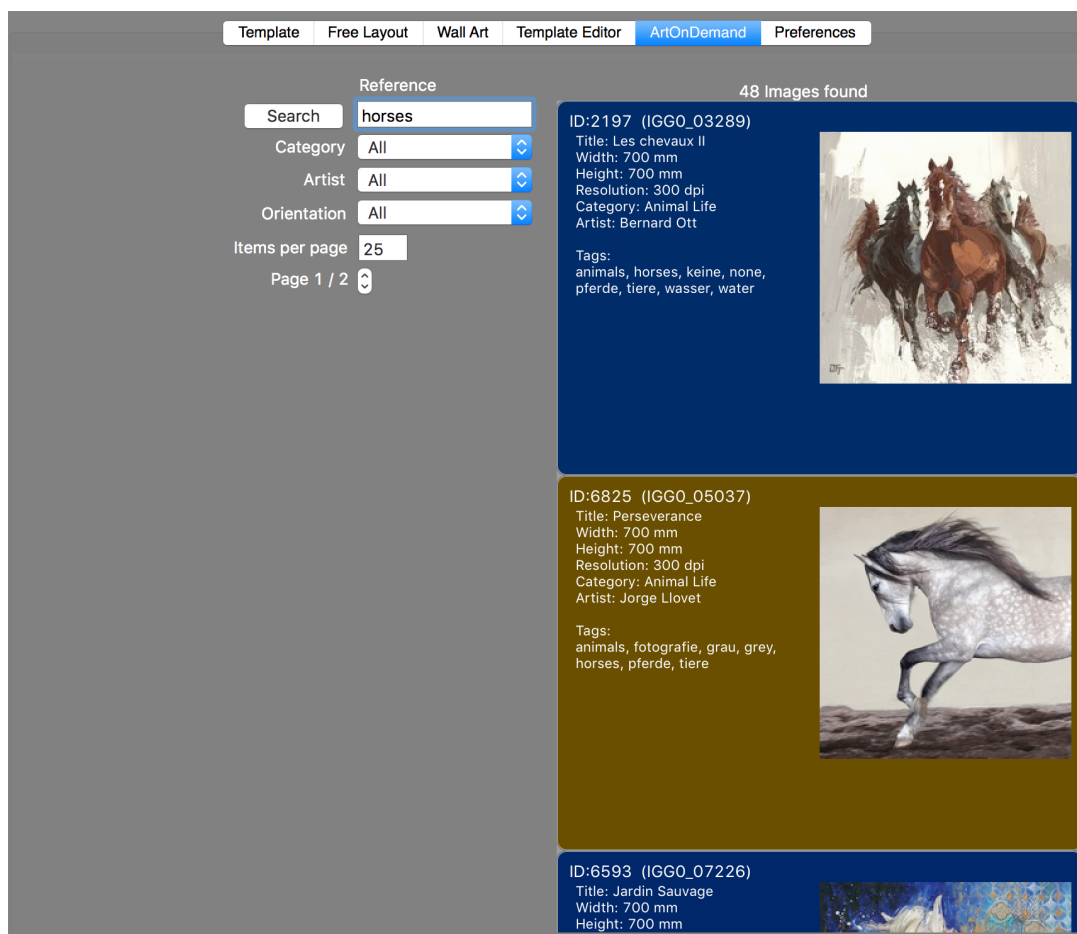 Template Free Layout Wall Art Template Editor ArtOnDemand Preferences
Reference
Search horses
Category All
Artist All
Orientation All
Items per page 25
Page 1 / 2
48 Images found
ID:2197 (IGG0_03289)
Title: Les chevaux II
Width: 700 mm
Height: 700 mm
Resolution: 300 dpi
Category: Animal Life
Artist: Bernard Ott
Tags:
animals, horses, keine, none,
pferde, tiere, wasser, water
ID:6825 (IGG0_05037)
Title: Perseverance
Width: 700 mm
Height: 700 mm
Resolution: 300 dpi
Category: Animal Life
Artist: Jorge Llovet
Tags:
animals, fotografie, grau, grey,
horses, pferde, tiere
ID:6593 (IGG0_07226)
Title: Jardin Sauvage
Width: 700 mm
Height: 700 mm